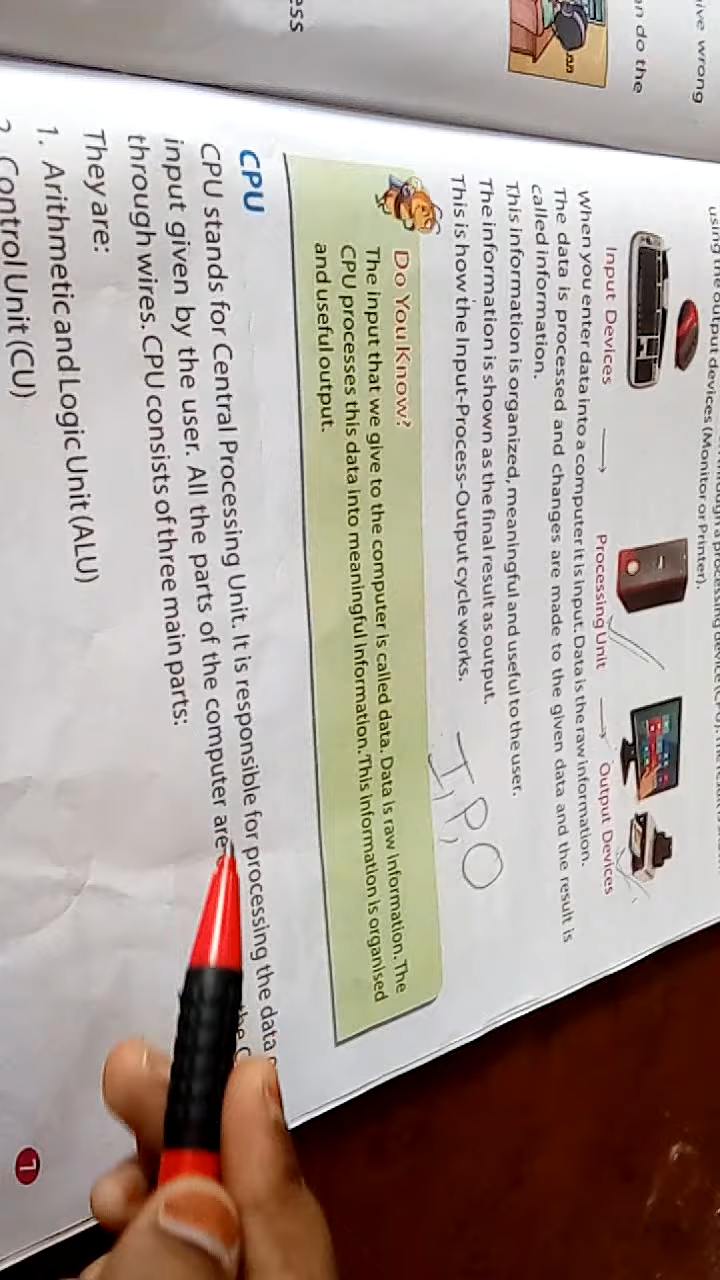 ive wrong
an do the
ess
using the output devices (Monitor or Printer).
Input Devices → Processing Unit → Output Devices
When you enter data into a computer it is input. Data is the raw information.
The data is processed and changes are made to the given data and the result is
called information.
This information is organized, meaningful and useful to the user.
The information is shown as the final result as output.
This is how the Input-Process-Output cycle works.
I, P, O
Do You Know?
The input that we give to the computer is called data. Data is raw information. The
CPU processes this data into meaningful information. This information is organised
and useful output.
CPU
CPU stands for Central Processing Unit. It is responsible for processing the data
input given by the user. All the parts of the computer are the C
through wires. CPU consists of three main parts:
They are:
1. Arithmetic and Logic Unit (ALU)
2. Control Unit (CU)
7